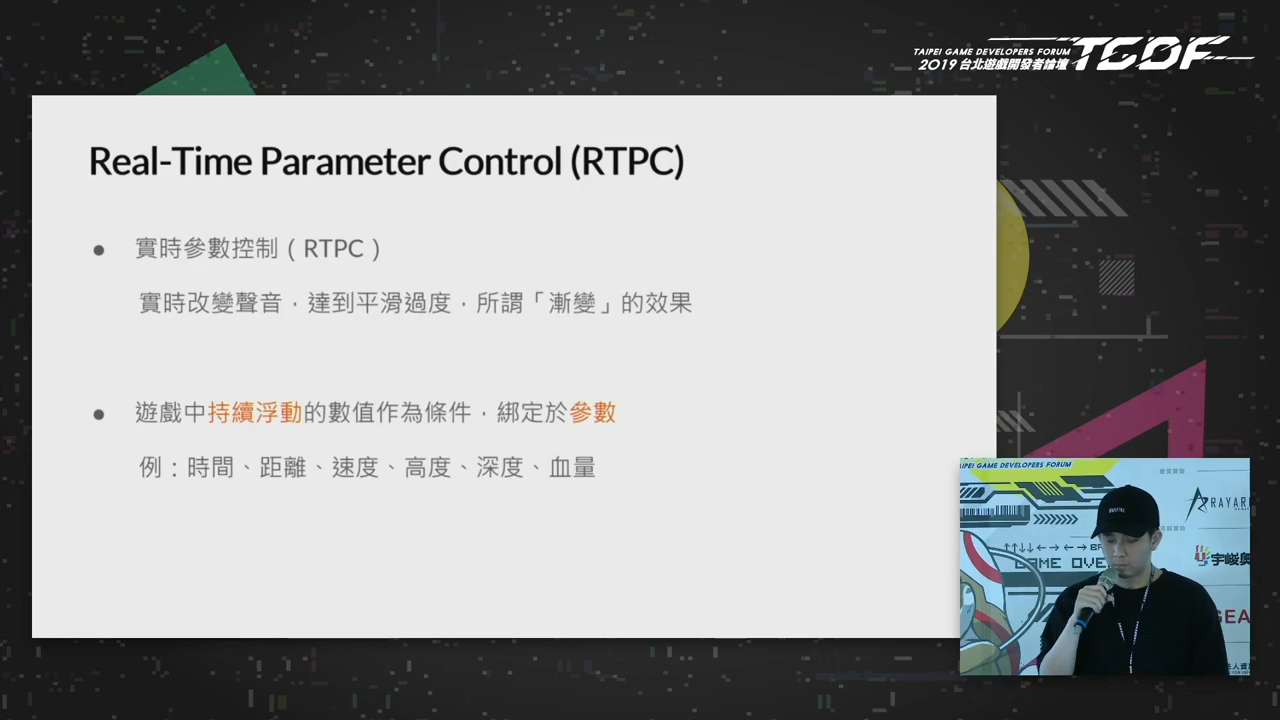 TAIPEI GAME DEVELOPERS FORUM
2019 台北遊戲開發者論壇
TGDF
Real-Time Parameter Control (RTPC)
● 實時參數控制（RTPC）
實時改變聲音，達到平滑過度，所謂「漸變」的效果
● 遊戲中持續浮動的數值作為條件，綁定於參數
例：時間、距離、速度、高度、深度、血量
TAIPEI GAME DEVELOPERS FORUM
RAYAR
↑↑↓↓←→←→B
GAME OVE
宇峻奧
GEA